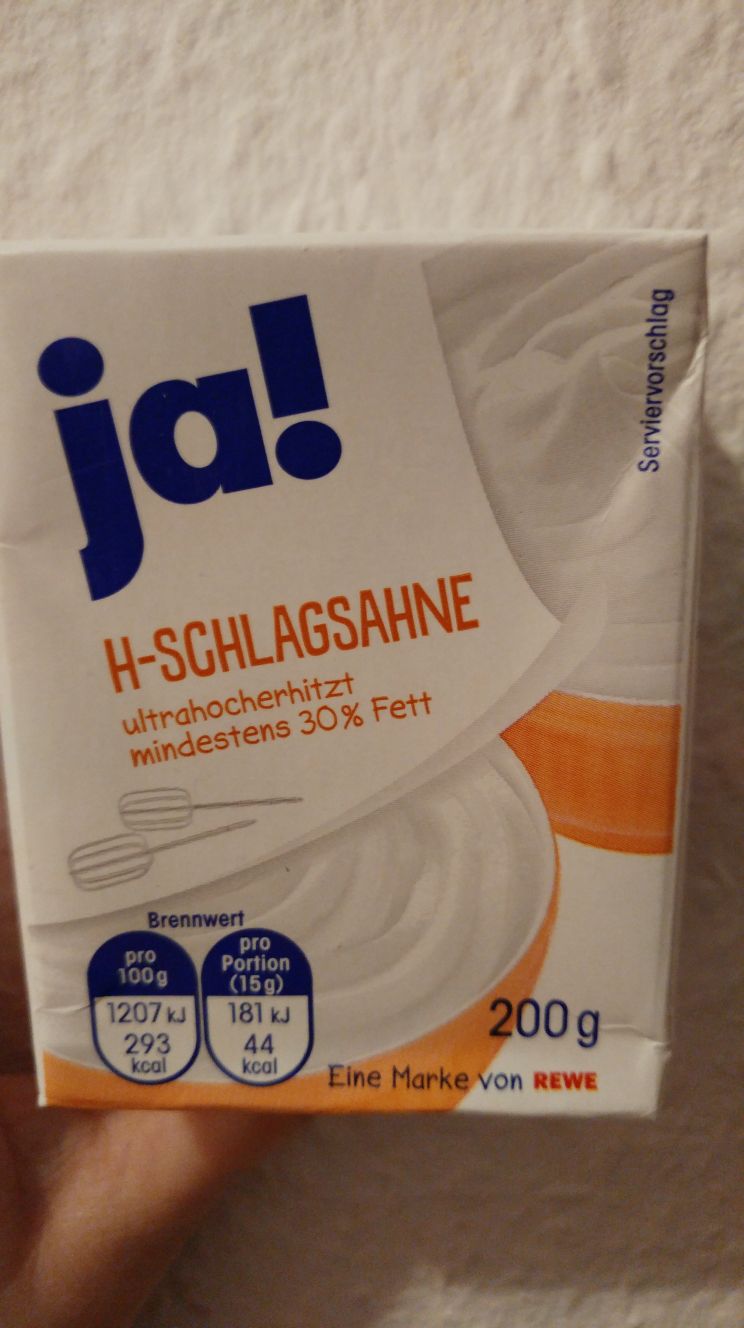 ja!
Serviervorschlag
H-SCHLAGSAHNE
ultrahocherhitzt
mindestens 30% Fett
Brennwert
pro
100g
1207 kJ
293
kcal
pro
Portion
(15g)
181 kJ
44
kcal
200g
Eine Marke von REWE